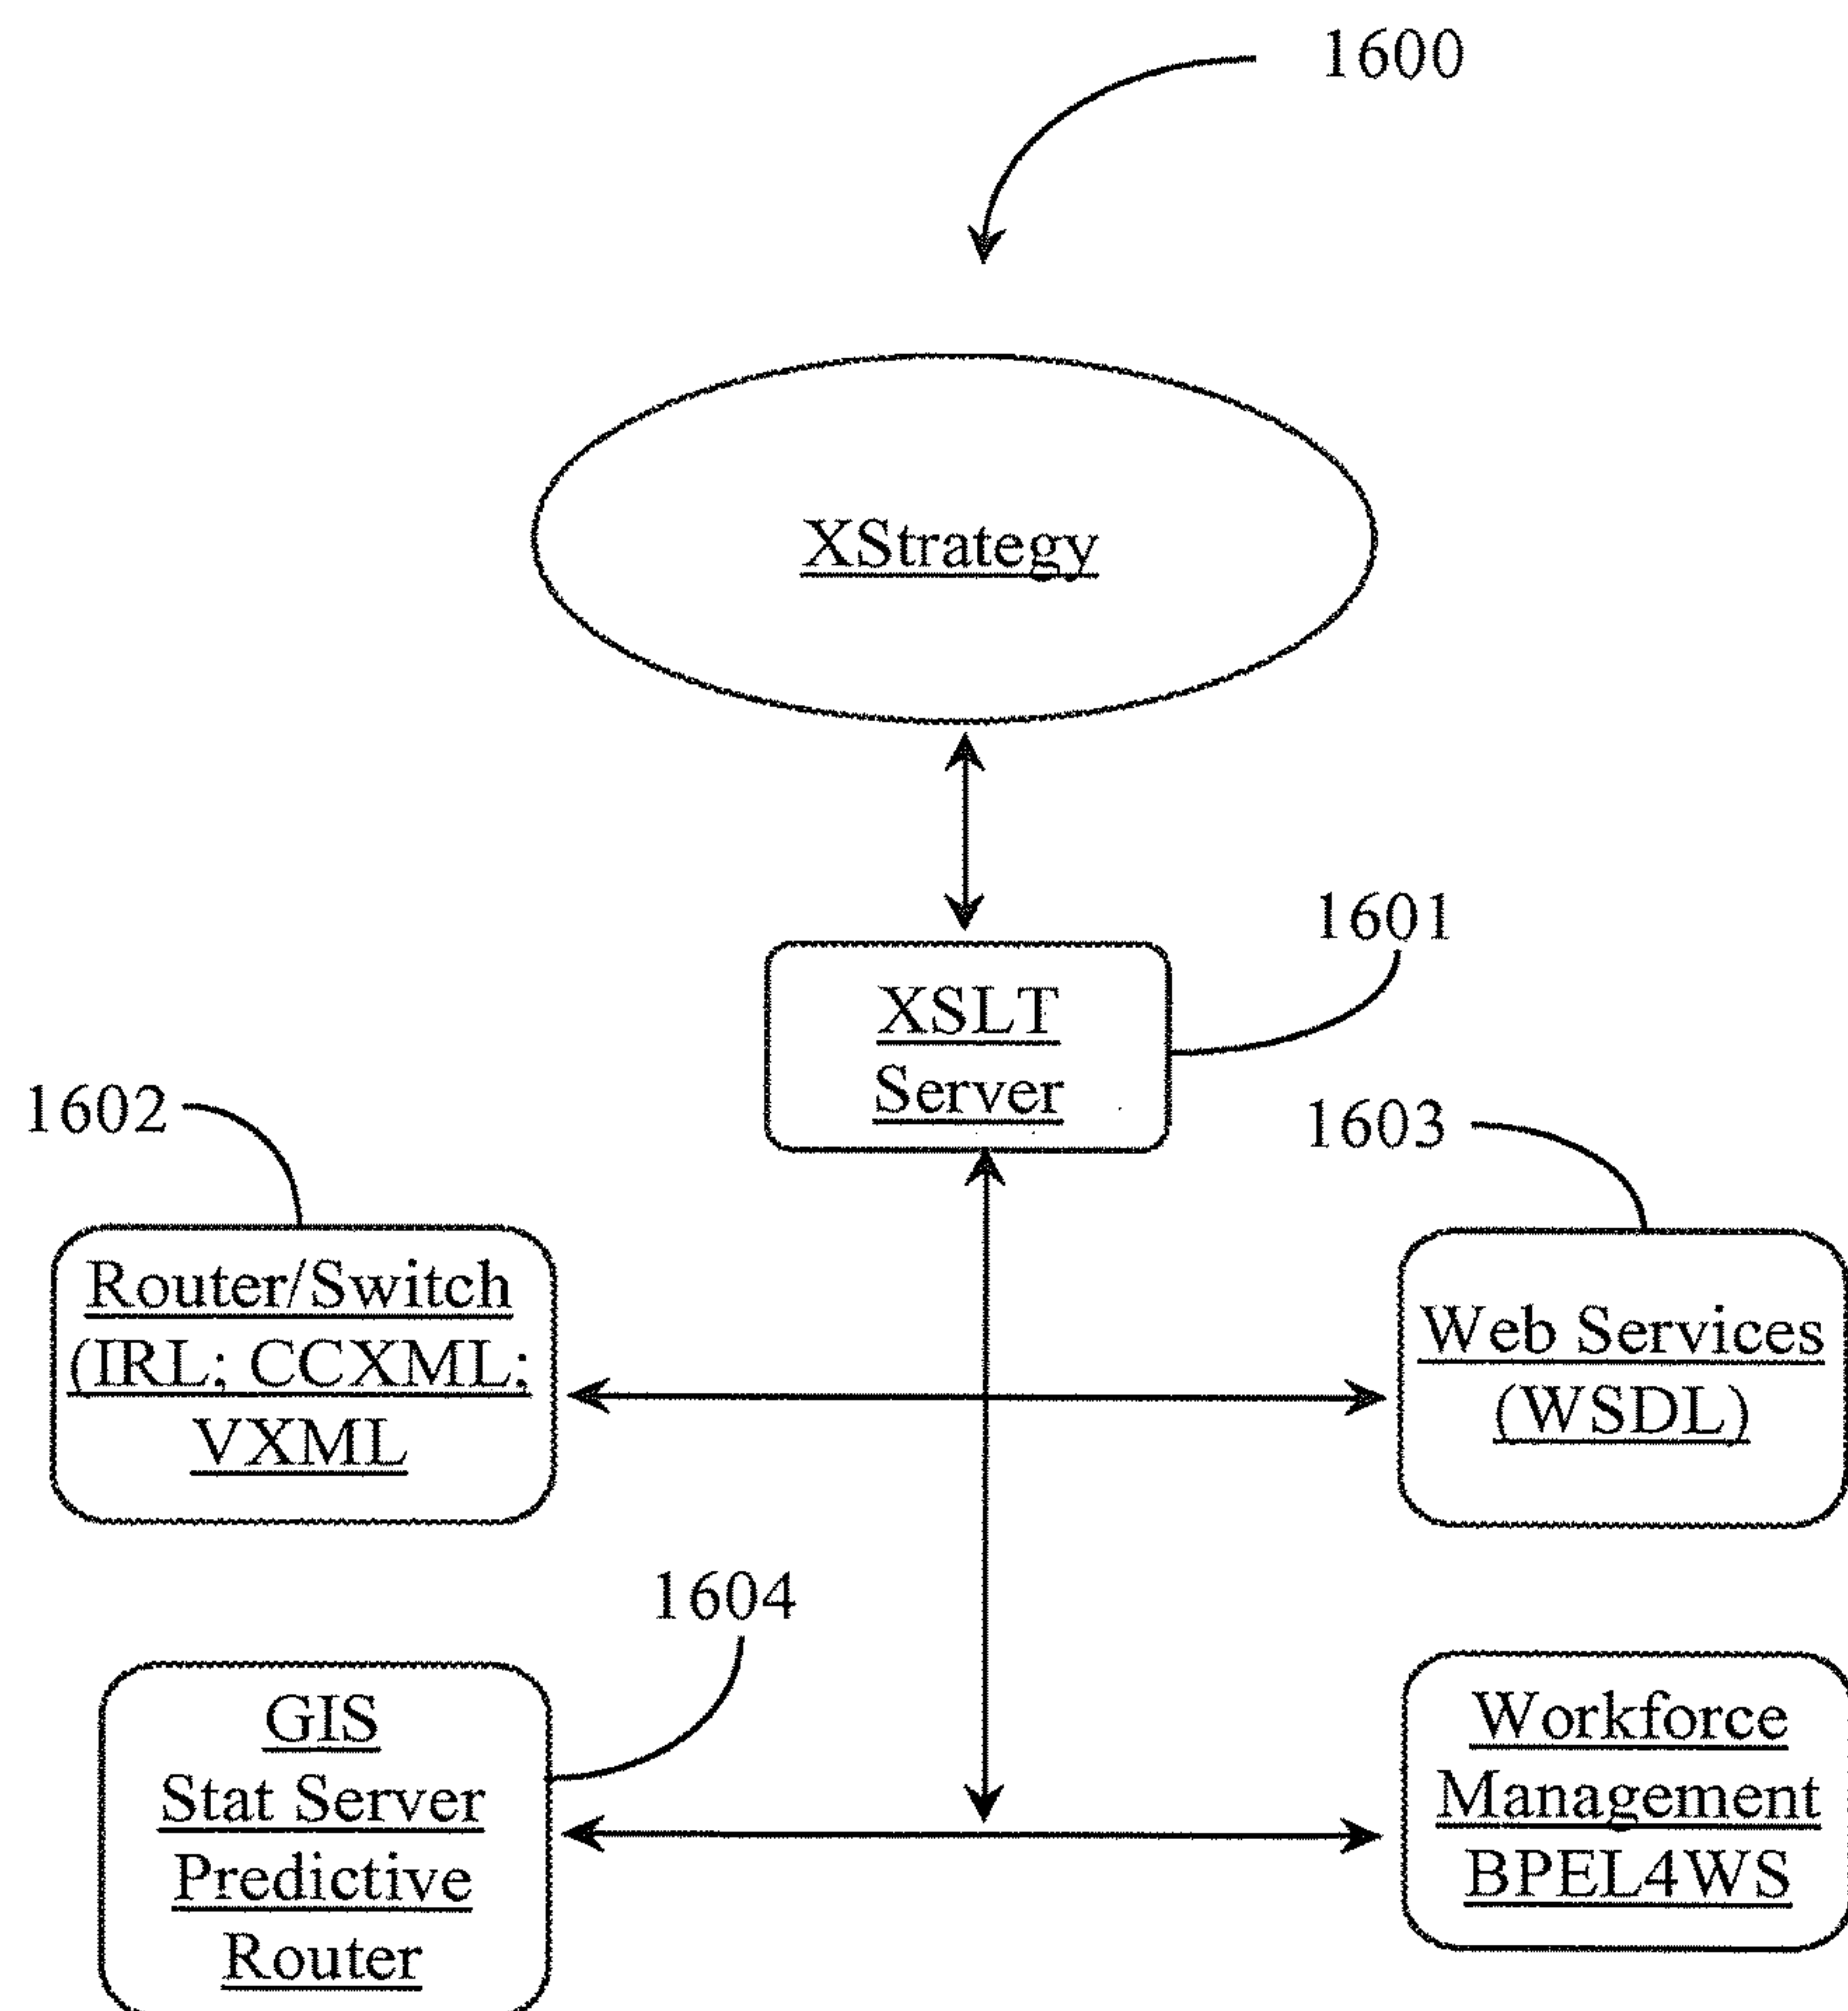 1600
XStrategy
1601
XSLT
Server
1602
1603
Router/Switch
(IRL; CCXML;
VXML
Web Services
(WSDL)
1604
GIS
Stat Server
Predictive
Router
Workforce
Management
BPEL4WS